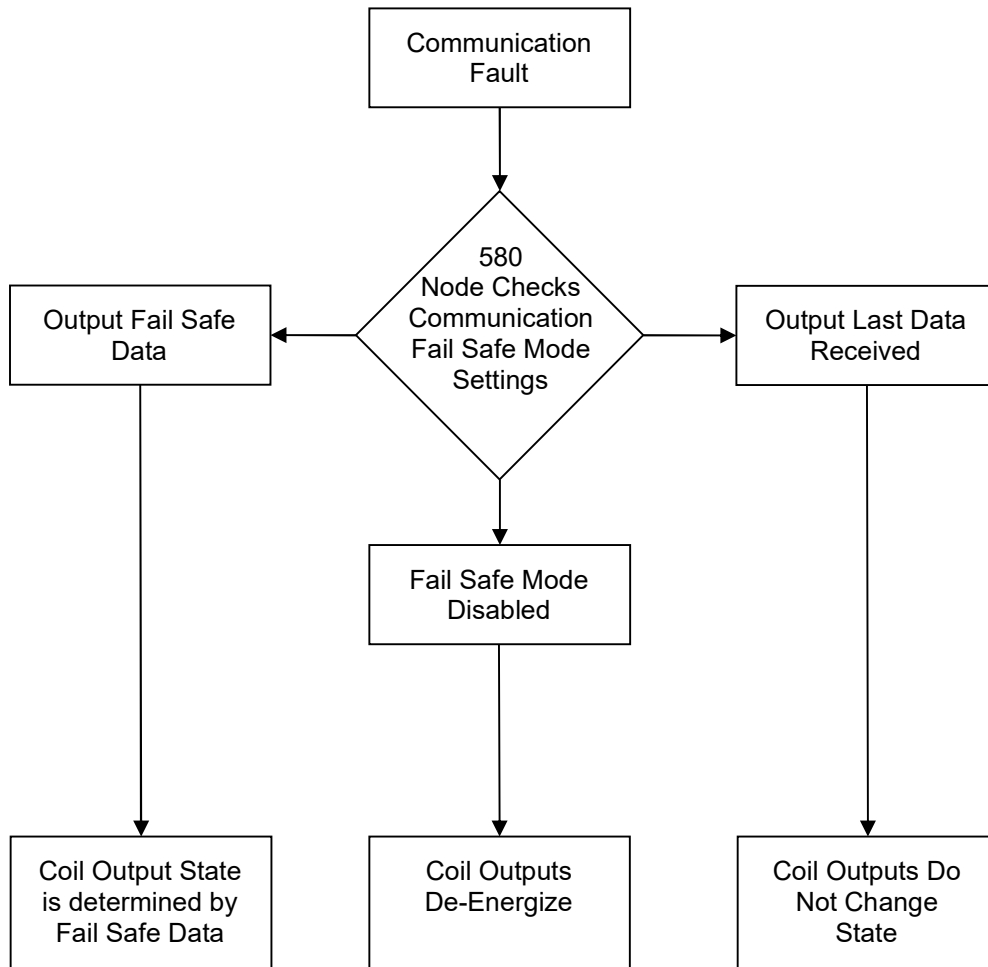 Communication
Fault
580
Node Checks
Communication
Fail Safe Mode
Settings
Output Fail Safe
Data
Output Last Data
Received
Fail Safe Mode
Disabled
Coil Output State
is determined by
Fail Safe Data
Coil Outputs
De-Energize
Coil Outputs Do
Not Change
State